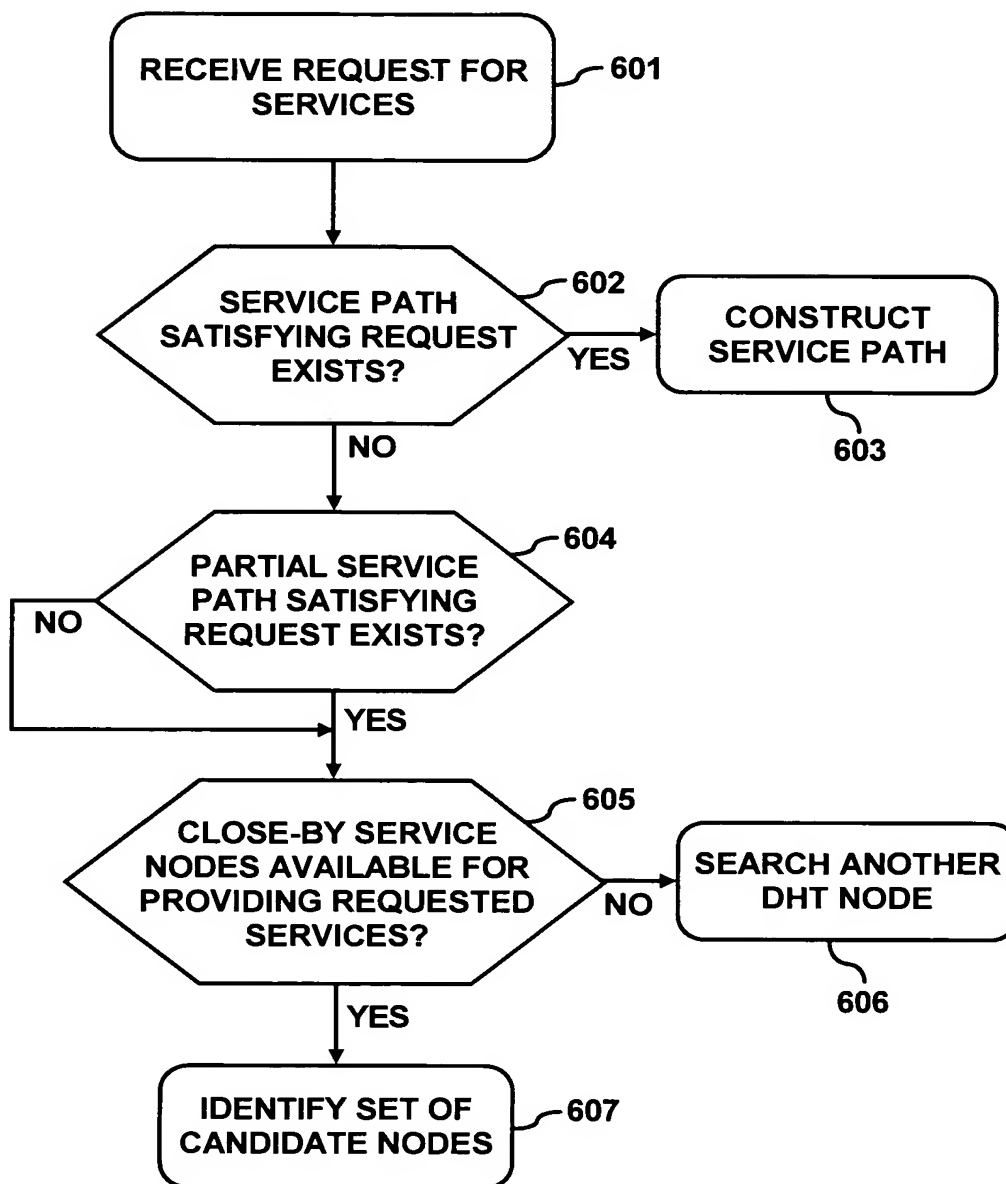 RECEIVE REQUEST FOR
SERVICES
601
SERVICE PATH
SATISFYING REQUEST
EXISTS?
602
YES
CONSTRUCT
SERVICE PATH
603
NO
PARTIAL SERVICE
PATH SATISFYING
REQUEST EXISTS?
604
NO
YES
CLOSE-BY SERVICE
NODES AVAILABLE FOR
PROVIDING REQUESTED
SERVICES?
605
NO
SEARCH ANOTHER
DHT NODE
606
YES
IDENTIFY SET OF
CANDIDATE NODES
607